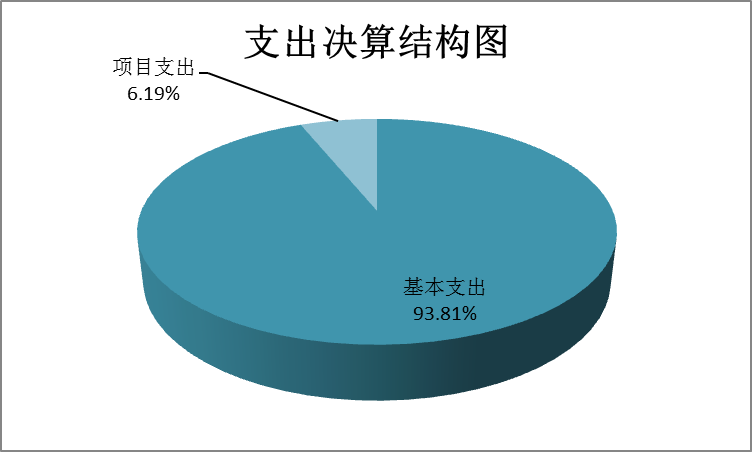 支出决算结构图
项目支出
6.19%
基本支出
93.81%